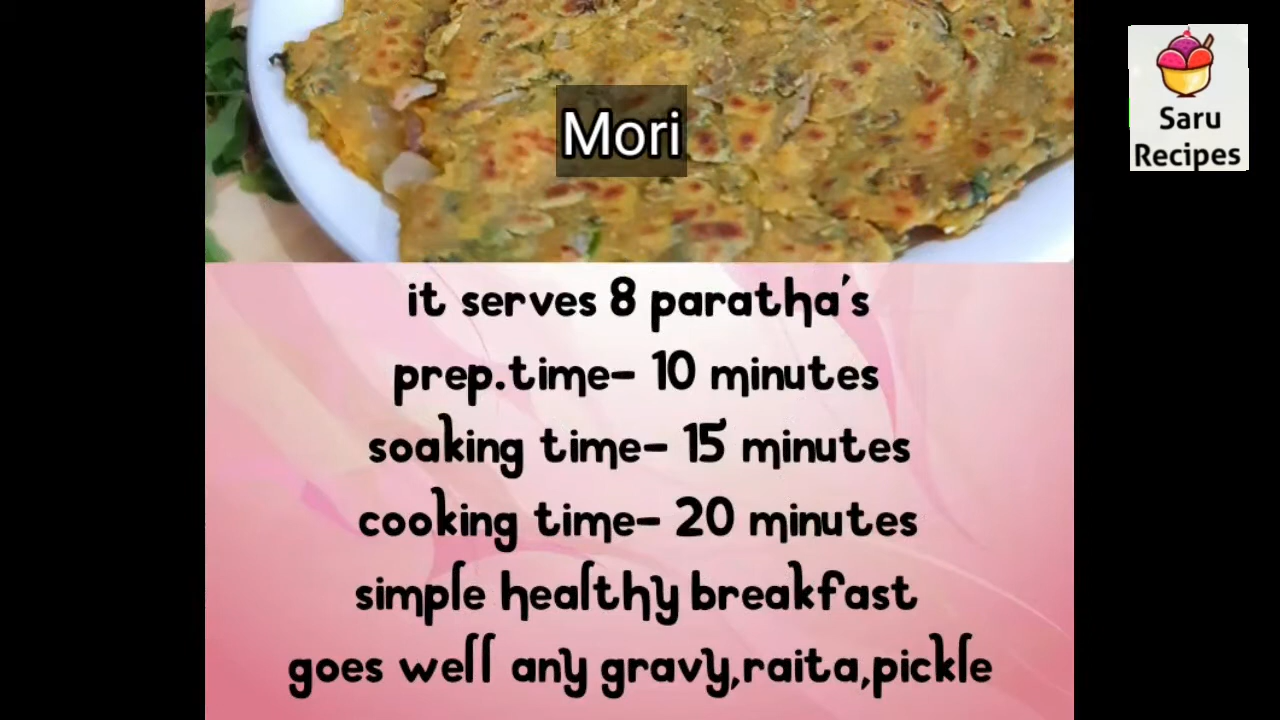 Mori
Saru
Recipes
it serves 8 paratha's
prep.time- 10 minutes
soaking time- 15 minutes
cooking time- 20 minutes
simple healthy breakfast
goes well any gravy,raita,pickle